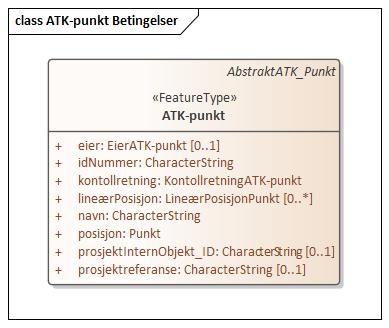 class ATK-punkt Betingelser
AbstraktATK_Punkt
«FeatureType»
ATK-punkt
+ eier: EierATK-punkt [0..1]
+ idNummer: CharacterString
+ kontollretning: KontollretningATK-punkt
+ lineærPosisjon: LineærPosisjonPunkt [0..*]
+ navn: CharacterString
+ posisjon: Punkt
+ prosjektInternObjekt_ID: CharacterString [0..1]
+ prosjektreferanse: CharacterString [0..1]